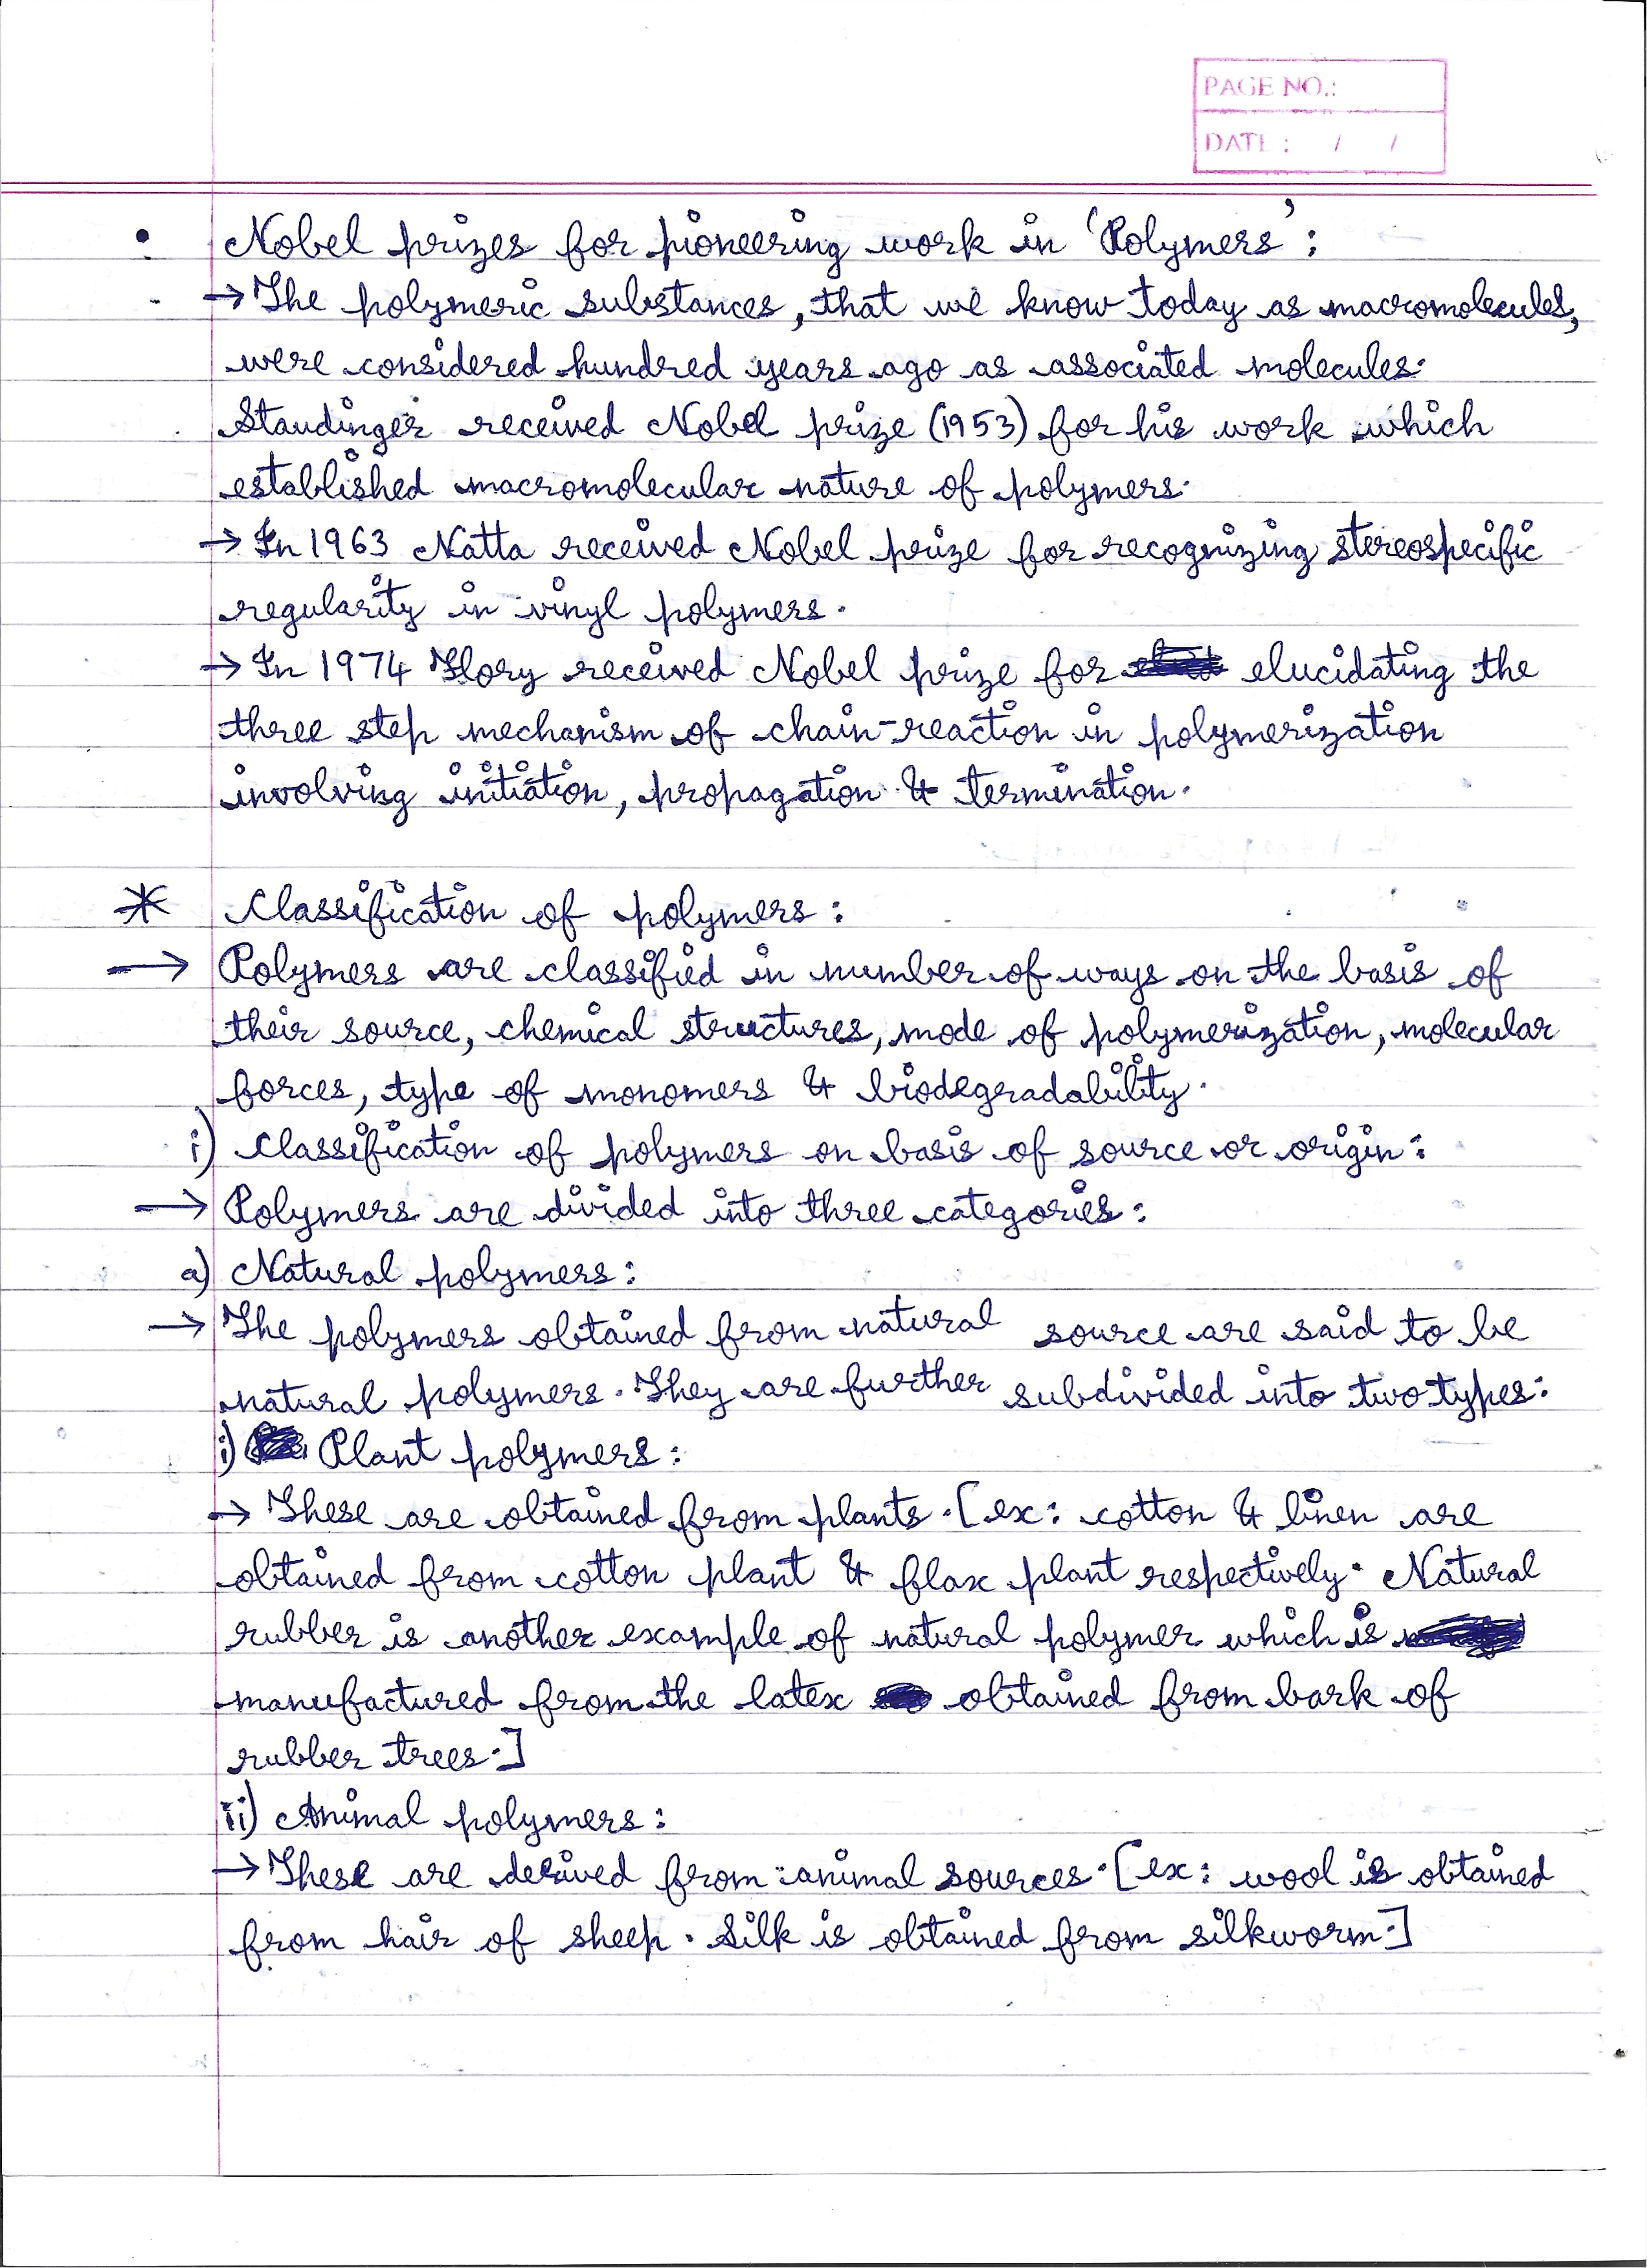 PAGE NO.:
DATE : / /
• Nobel prizes for pioneering work in 'Polymers' :
→ The polymeric substances, that we know today as macromolecules,
were considered hundred years ago as associated molecules.
Staudinger received Nobel prize (1953) for his work which
established macromolecular nature of polymers.
→ In 1963 Natta received Nobel prize for recognizing stereospecific
regularity in vinyl polymers.
→ In 1974 Flory received Nobel prize for elucidating the
three step mechanism of chain-reaction in polymerization
involving initiation, propagation & termination.
* Classification of polymers :
→ Polymers are classified in number of ways on the basis of
their source, chemical structures, mode of polymerization, molecular
forces, type of monomers & biodegradability.
i) Classification of polymers on basis of source or origin :
→ Polymers are divided into three categories :
a) Natural polymers :
→ The polymers obtained from natural source are said to be
natural polymers. They are further subdivided into two types :
i) Plant polymers :
→ These are obtained from plants. [ex : cotton & linen are
obtained from cotton plant & flax plant respectively. Natural
rubber is another example of natural polymer which is
manufactured from the latex obtained from bark of
rubber trees.]
ii) Animal polymers :
→ These are derived from animal sources. [ex : wool is obtained
from hair of sheep. Silk is obtained from silkworm.]